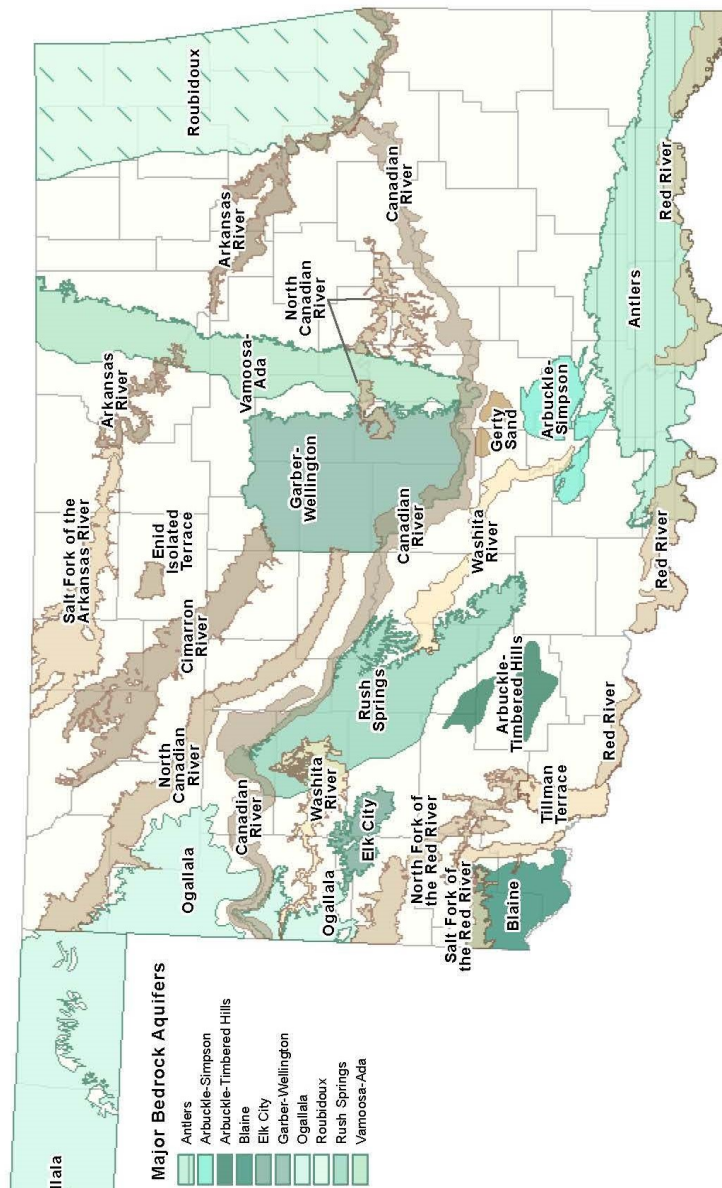 Roubidoux
Arkansas
River
Canadian
River
Red River
Antlers
North
Canadian
River
Vamoosa-
Ada
Arkansas
River
Garber-
Wellington
Gerty
Sand
Arbuckle-
Simpson
Canadian
River
Washita
River
Red River
Salt Fork of the
Arkansas River
Enid
Isolated
Terrace
Cimarron
River
North
Canadian
River
Rush
Springs
Arbuckle-
Timbered Hills
Red River
Canadian
River
Washita
River
Elk City
Tillman
Terrace
North Fork of
the Red River
Salt Fork of
the Red River
Blaine
Ogallala
Ogallala
llala
Major Bedrock Aquifers
Antlers
Arbuckle-Simpson
Arbuckle-Timbered Hills
Blaine
Elk City
Garber-Wellington
Ogallala
Roubidoux
Rush Springs
Vamoosa-Ada